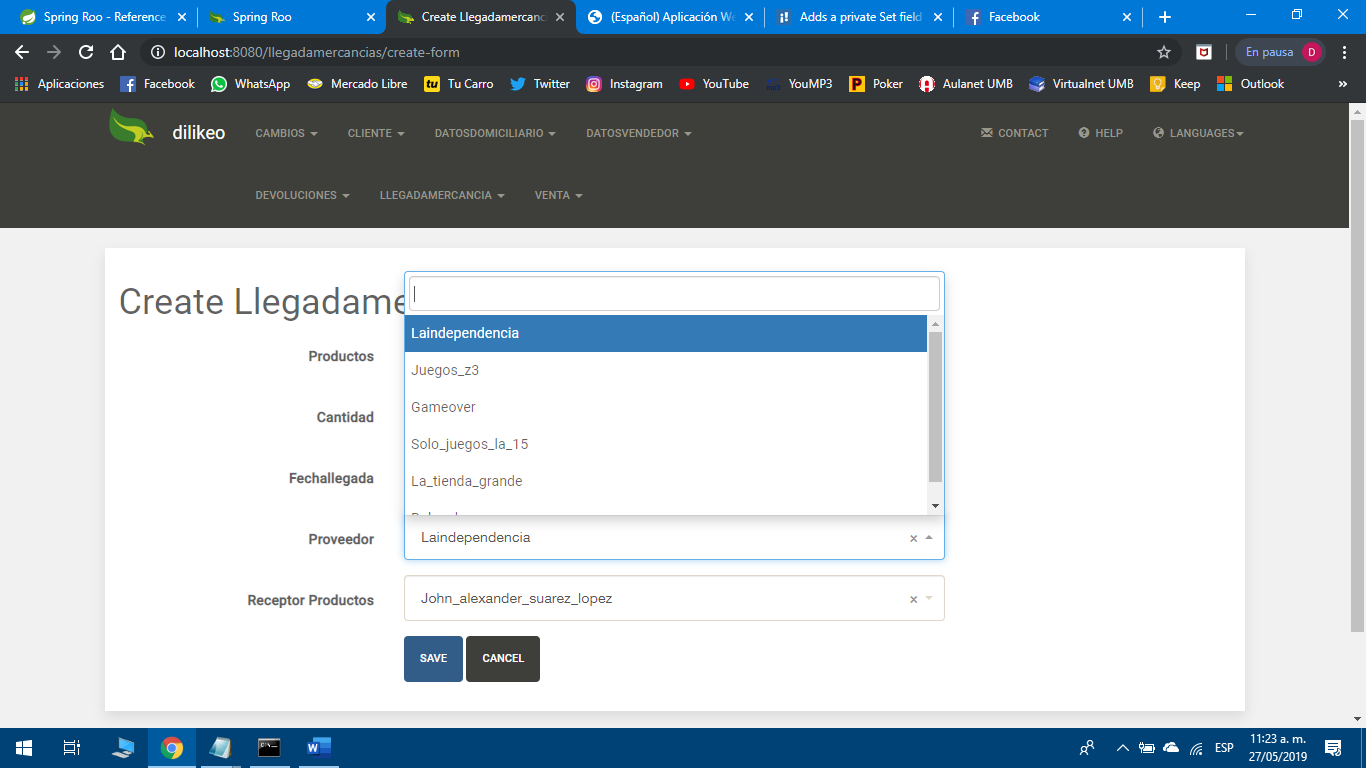 Spring Roo - Reference
Spring Roo
Create Llegadamercanc
(Español) Aplicación We
Adds a private Set field
Facebook
localhost:8080/llegadamercancias/create-form
En pausa
D
Aplicaciones
Facebook
WhatsApp
Mercado Libre
tu
Tu Carro
Twitter
Instagram
YouTube
YouMP3
P
Poker
Aulanet UMB
Virtualnet UMB
Keep
Outlook
»
dilikeo
CAMBIOS
CLIENTE
DATOSDOMICILIARIO
DATOSVENDEDOR
CONTACT
HELP
LANGUAGES
DEVOLUCIONES
LLEGADAMERCANCIA
VENTA
Create Llegadame
Laindependencia
Productos
Juegos_z3
Gameover
Cantidad
Solo_juegos_la_15
Fechallegada
La_tienda_grande
Proveedor
Laindependencia
×
Receptor Productos
John_alexander_suarez_lopez
×
SAVE
CANCEL
ESP
11:23 a. m.
27/05/2019